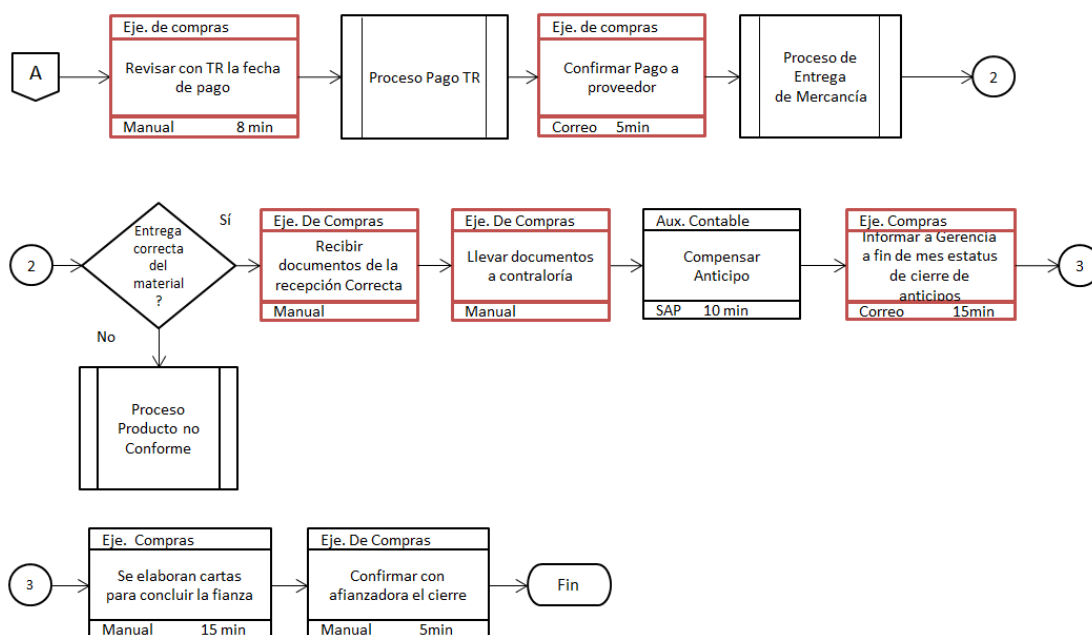 A
Eje. de compras
Revisar con TR la fecha
de pago
Manual 8 min
Proceso Pago TR
Eje. de compras
Confirmar Pago a
proveedor
Correo 5min
Proceso de
Entrega
de Mercancía
2
2
Entrega
correcta
del
material
?
Sí
No
Proceso
Producto no
Conforme
Eje. De Compras
Recibir
documentos de la
recepción Correcta
Manual
Eje. De Compras
Llevar documentos
a contraloría
Manual
Aux. Contable
Compensar
Anticipo
SAP 10 min
Eje. Compras
Informar a Gerencia
a fin de mes estatus
de cierre de
anticipos
Correo 15min
3
3
Eje. Compras
Se elaboran cartas
para concluir la fianza
Manual 15 min
Eje. De Compras
Confirmar con
afianzadora el cierre
Manual 5min
Fin